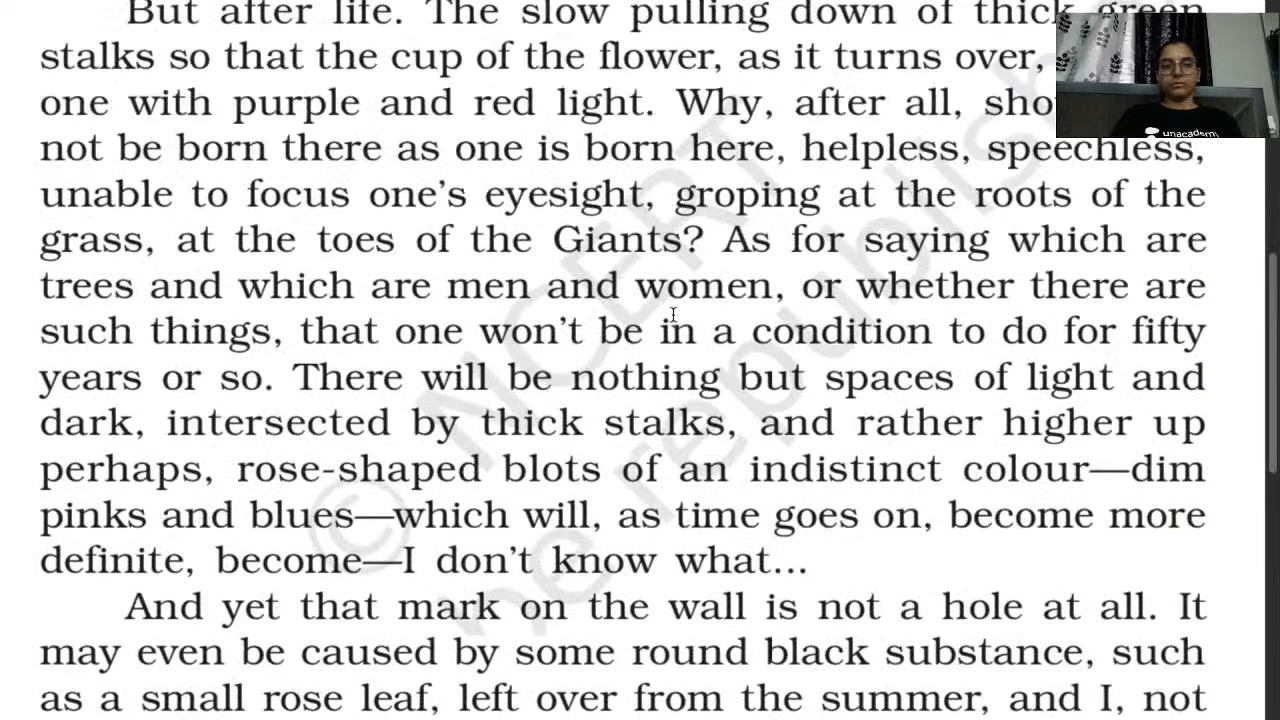 But after life. The slow pulling down of thick green
stalks so that the cup of the flower, as it turns over,
one with purple and red light. Why, after all,
not be born there as one is born here, helpless, speechless,
unable to focus one's eyesight, groping at the roots of the
grass, at the toes of the Giants? As for saying which are
trees and which are men and women, or whether there are
such things, that one won't be in a condition to do for fifty
years or so. There will be nothing but spaces of light and
dark, intersected by thick stalks, and rather higher up
perhaps, rose-shaped blots of an indistinct colour—dim
pinks and blues—which will, as time goes on, become more
definite, become—I don't know what...
And yet that mark on the wall is not a hole at all. It
may even be caused by some round black substance, such
as a small rose leaf, left over from the summer, and I, not
© NCERT
republish
unacademy